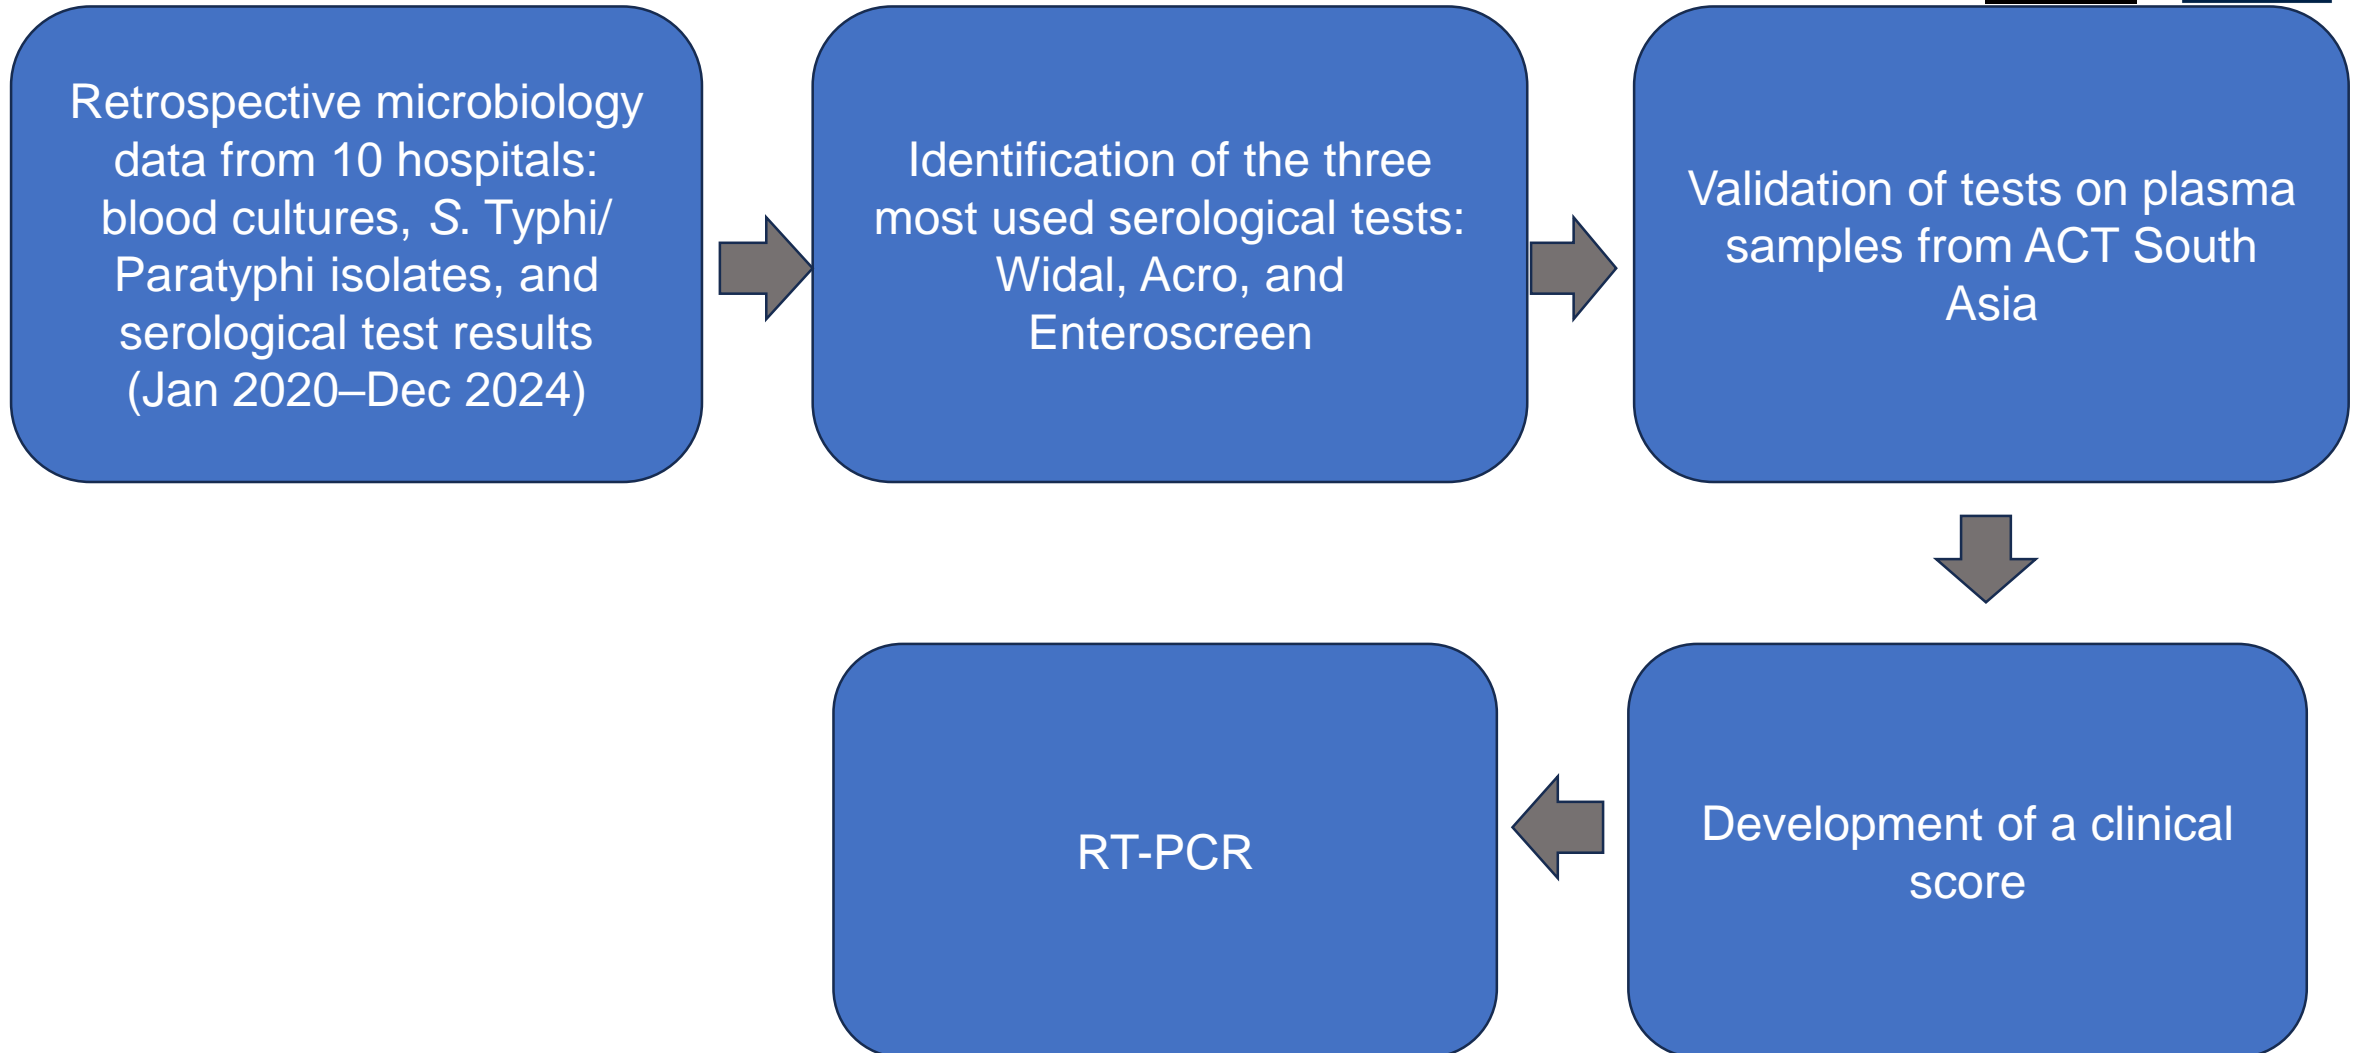 Retrospective microbiology
data from 10 hospitals:
blood cultures, S. Typhi/
Paratyphi isolates, and
serological test results
(Jan 2020–Dec 2024)
Identification of the three
most used serological tests:
Widal, Acro, and
Enteroscreen
Validation of tests on plasma
samples from ACT South
Asia
Development of a clinical
score
RT-PCR